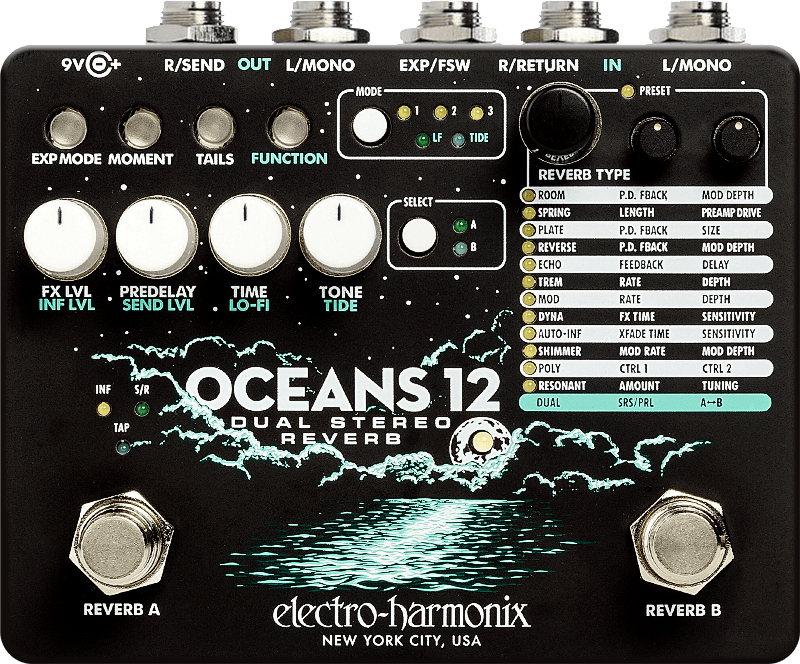 9V - +
R/SEND OUT L/MONO
EXP/FSW
R/RETURN IN L/MONO
EXP MODE
MOMENT
TAILS
FUNCTION
MODE
1 2 3
LF TIDE
PRESET
REVERB TYPE
FX LVL
INF LVL
PREDELAY
SEND LVL
TIME
LO-FI
TONE
TIDE
SELECT
A
B
ROOM P.D. FBACK MOD DEPTH
SPRING LENGTH PREAMP DRIVE
PLATE P.D. FBACK SIZE
REVERSE P.D. FBACK MOD DEPTH
ECHO FEEDBACK DELAY
TREM RATE DEPTH
MOD RATE DEPTH
DYNA FX TIME SENSITIVITY
AUTO-INF XFADE TIME SENSITIVITY
SHIMMER MOD RATE MOD DEPTH
POLY CTRL 1 CTRL 2
RESONANT AMOUNT TUNING
DUAL SRS/PRL A↔B
INF S/R
TAP
OCEANS 12
DUAL STEREO
REVERB
REVERB A
REVERB B
electro-harmonix
NEW YORK CITY, USA